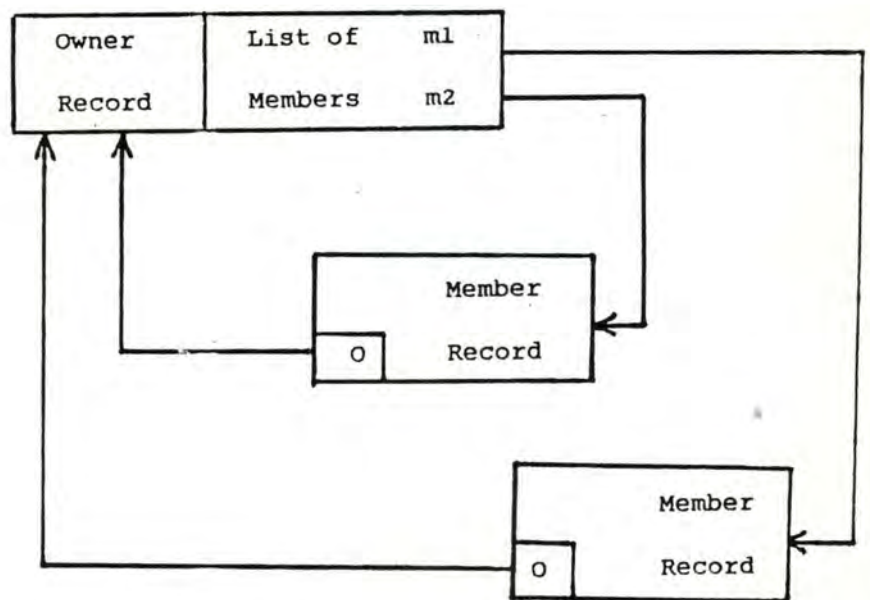 Owner
Record
List of m1
Members m2
Member
O Record
Member
O Record